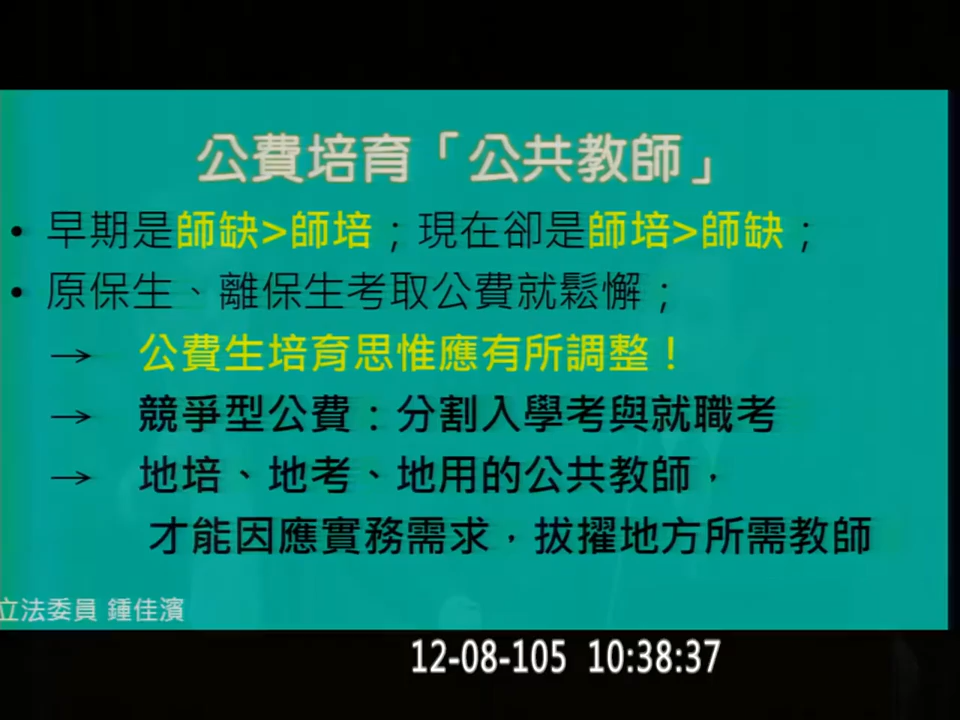 公費培育「公共教師」
• 早期是師缺>師培；現在卻是師培>師缺；
• 原保生、離保生考取公費就鬆懈；
→ 公費生培育思惟應有所調整！
→ 競爭型公費：分割入學考與就職考
→ 地培、地考、地用的公共教師，
才能因應實務需求，拔擢地方所需教師
立法委員 鍾佳濱
12-08-105 10:38:37